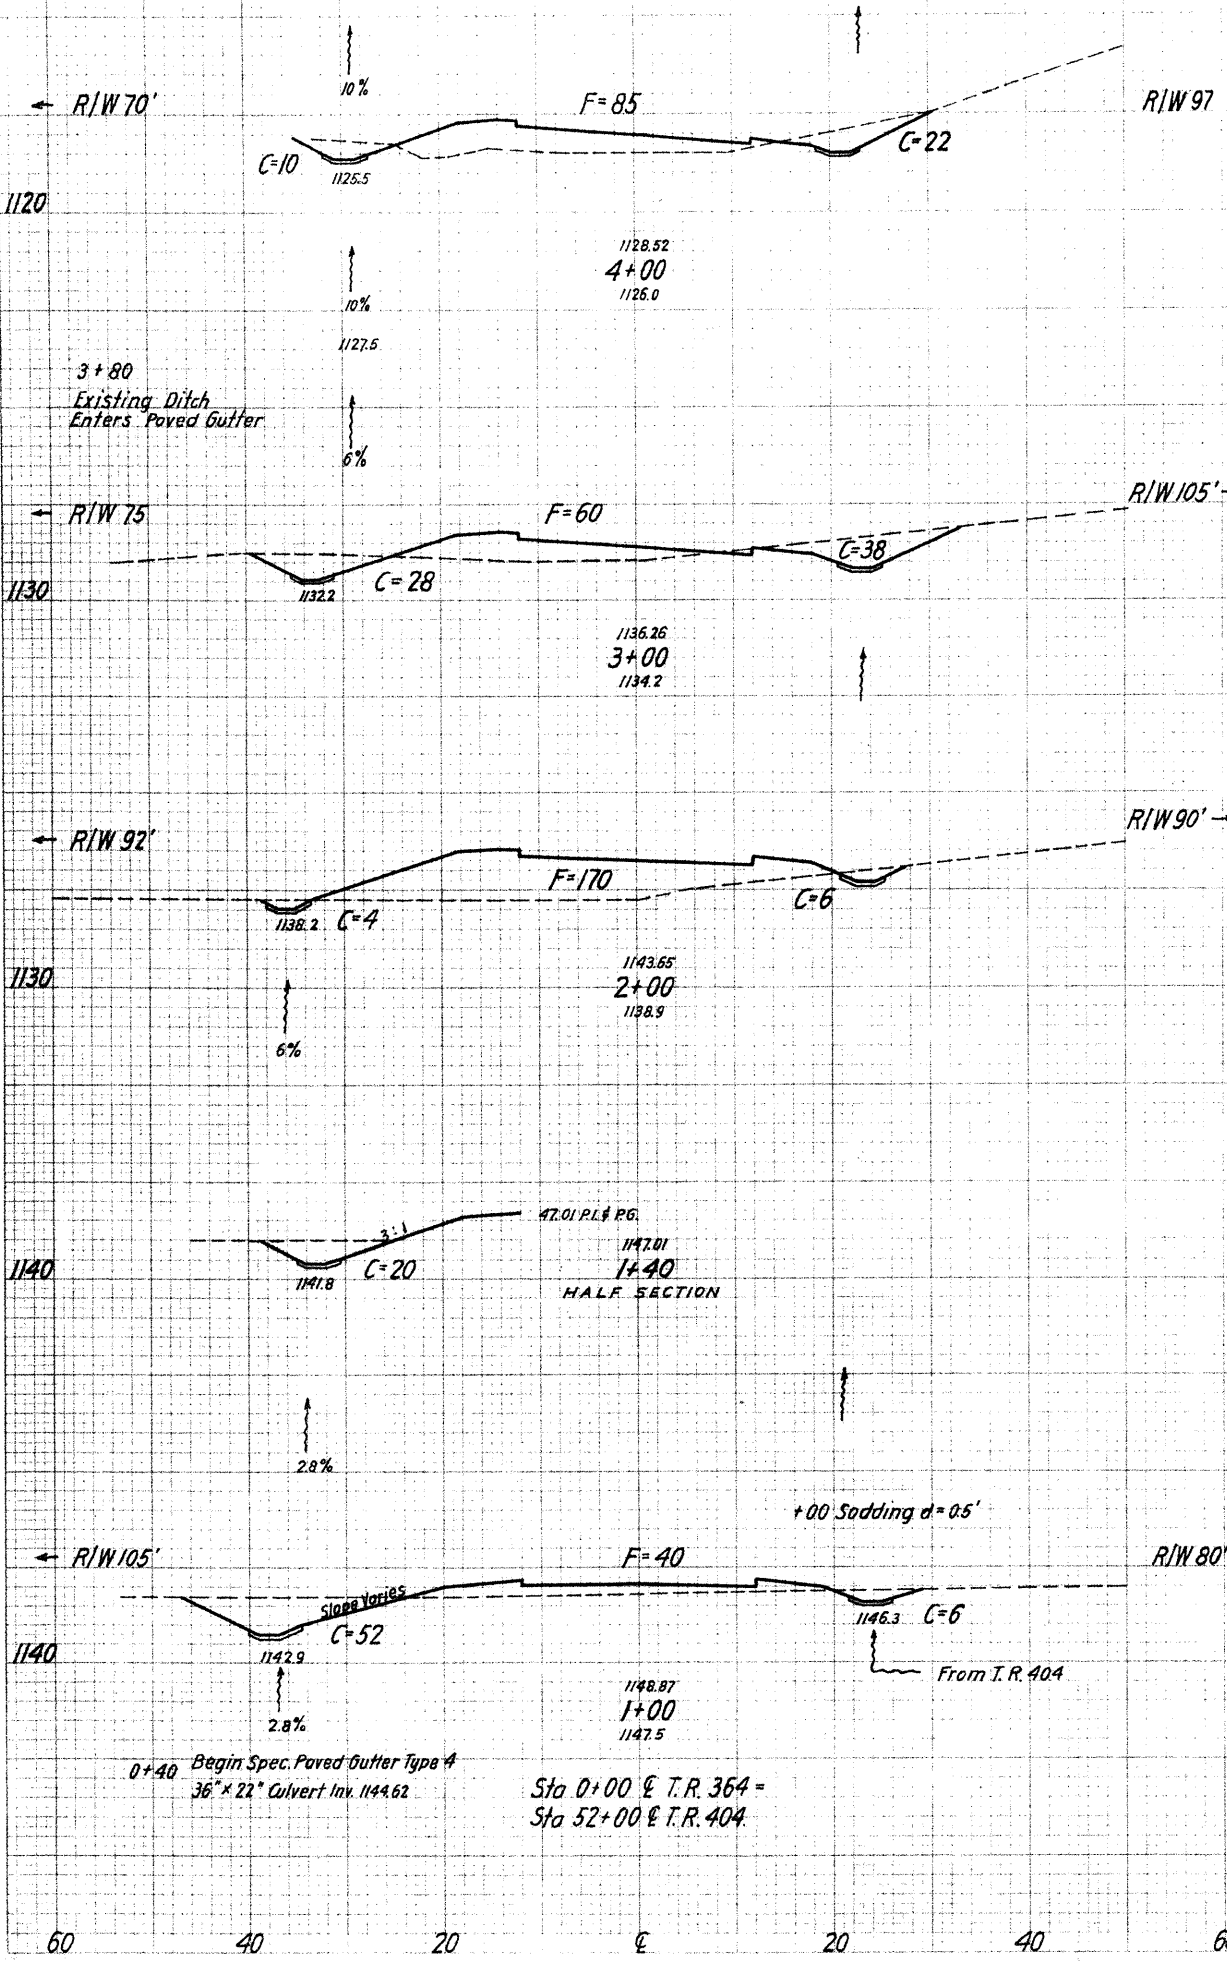 10%
R/W 70'
F=85
R/W 97
C=10
C=22
1125.5
1120
1128.52
4+00
1126.0
10%
1127.5
3+80
Existing Ditch
Enters Paved Gutter
6%
R/W 105'
R/W 75
F=60
C=38
1130
1132.2
C=28
1136.26
3+00
1134.2
R/W 90'
R/W 92'
F=170
C=6
1138.2
C=4
1143.65
2+00
1138.9
1130
6%
47.01 P.I. & P.G.
3:1
1147.01
1+40
HALF SECTION
1140
1141.8
C=20
2.8%
+00 Sodding d=0.5'
R/W 105'
F=40
R/W 80'
Slope Varies
C=52
1146.3
C=6
1140
1142.9
From T.R. 404
1148.87
1+00
1147.5
2.8%
0+40 Begin Spec. Paved Gutter Type 4
36" x 22" Culvert Inv. 1144.62
Sta 0+00 ℄ T.R. 364 =
Sta 52+00 ℄ T.R. 404
60 40 20 ℄ 20 40